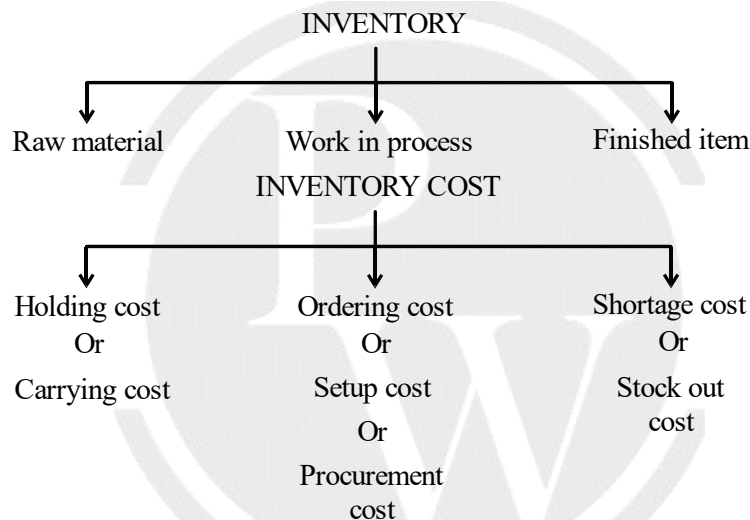 INVENTORY
Raw material Work in process Finished item
INVENTORY COST
Holding cost Ordering cost Shortage cost
Or Or Or
Carrying cost Setup cost Stock out
Or cost
Procurement
cost
PW